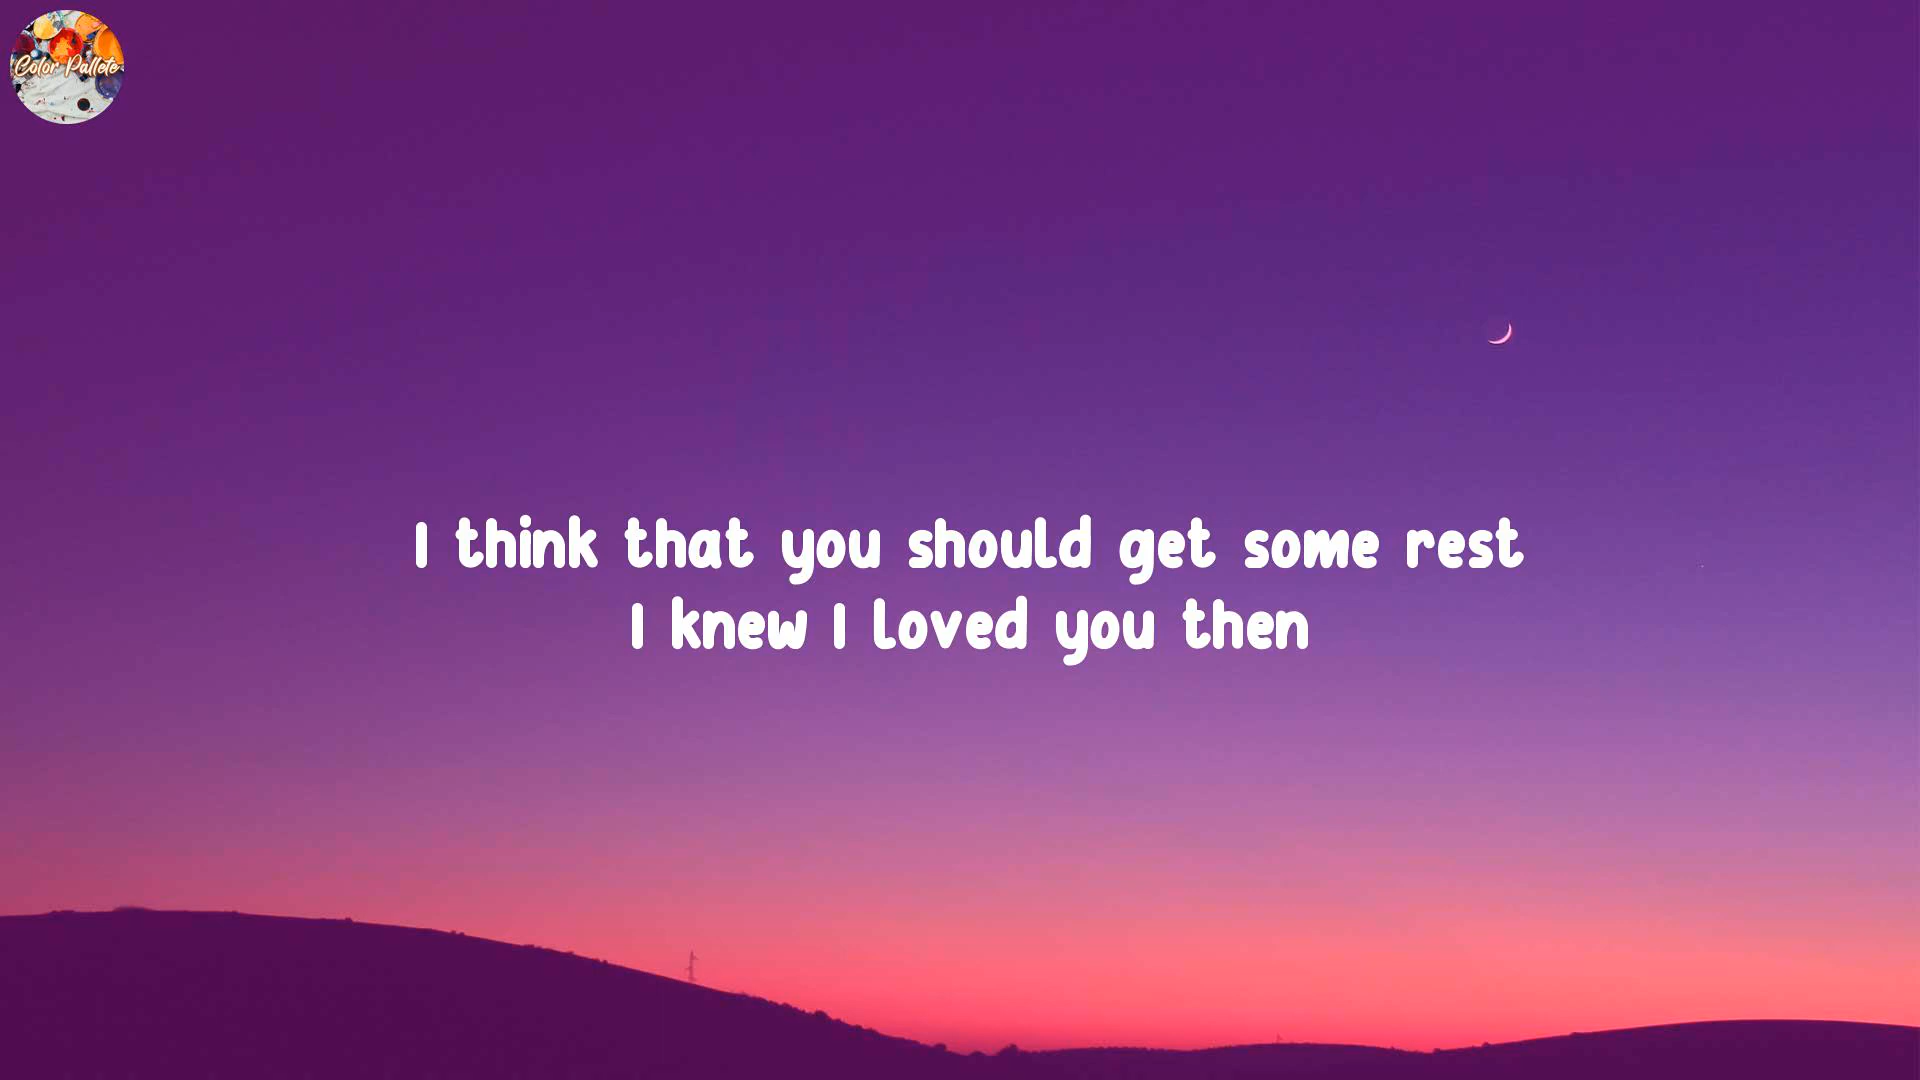 Color Pallete
I think that you should get some rest
I knew I loved you then